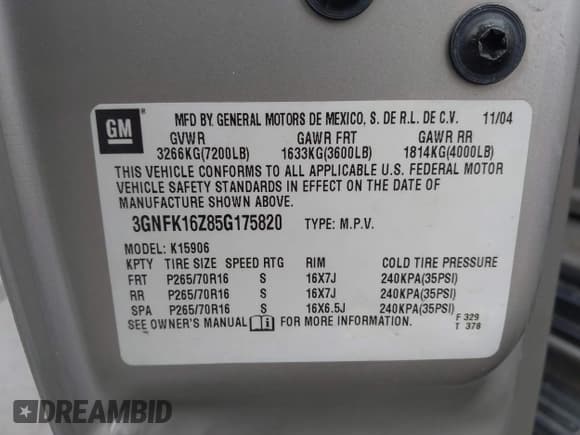 GM
®
MFD BY. GENERAL MOTORS DE MEXICO, S. DE R.L. DE C.V. 11/04
GVWR GAWR FRT GAWR RR
3266KG(7200LB) 1633KG(3600LB) 1814KG(4000LB)
THIS VEHICLE CONFORMS TO ALL APPLICABLE U.S. FEDERAL MOTOR
VEHICLE SAFETY STANDARDS IN EFFECT ON THE DATE OF
MANUFACTURE SHOWN ABOVE.
3GNFK16Z85G175820 TYPE: M.P.V.
MODEL: K15906
KPTY TIRE SIZE SPEED RTG RIM COLD TIRE PRESSURE
FRT P265/70R16 S 16X7J 240KPA(35PSI)
RR P265/70R16 S 16X7J 240KPA(35PSI)
SPA P265/70R16 S 16X6.5J 240KPA(35PSI)
SEE OWNER'S MANUAL FOR MORE INFORMATION. F 329
T 378
DREAMBID